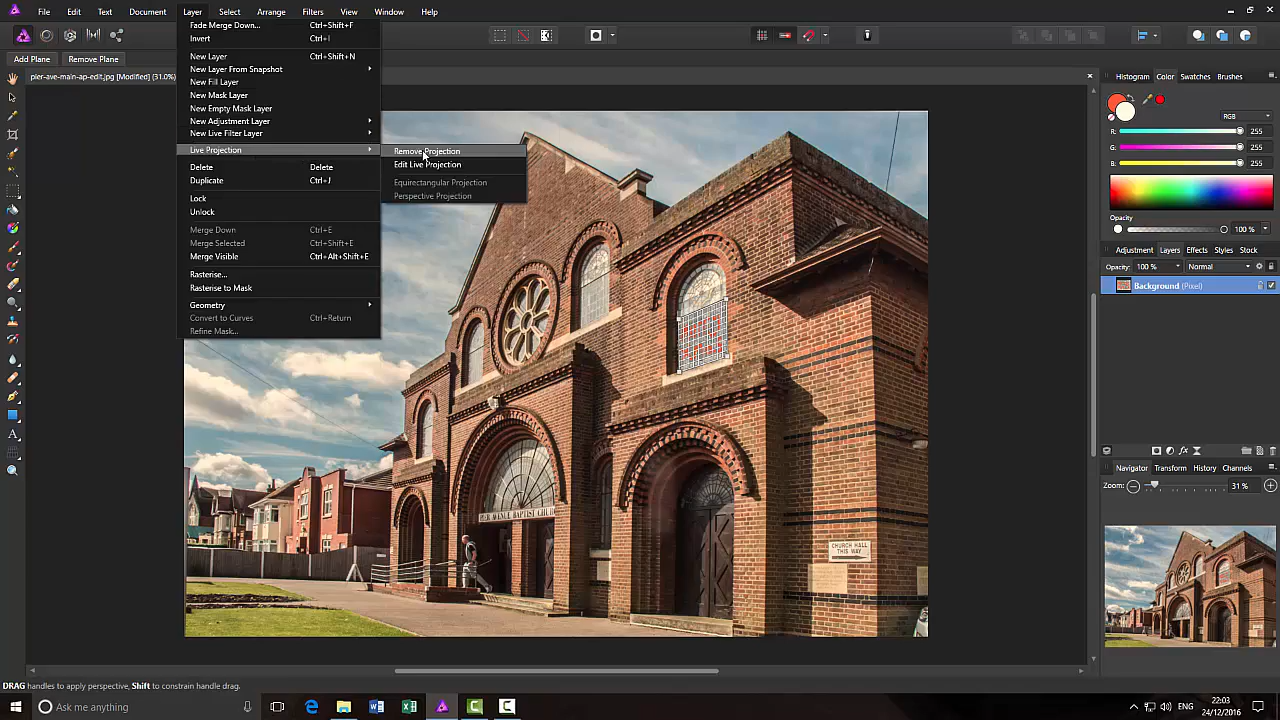 File Edit Text Document Layer Select Arrange Filters View Window Help
Add Plane Remove Plane
pier-ave-main-ap-edit.jpg [Modified] (31.0%)
Fade Merge Down... Ctrl+Shift+F
Invert Ctrl+I
New Layer Ctrl+Shift+N
New Layer From Snapshot
New Fill Layer
New Mask Layer
New Empty Mask Layer
New Adjustment Layer
New Live Filter Layer
Live Projection
Delete Delete
Duplicate Ctrl+J
Lock
Unlock
Merge Down Ctrl+E
Merge Selected Ctrl+Shift+E
Merge Visible Ctrl+Alt+Shift+E
Rasterise...
Rasterise to Mask
Geometry
Convert to Curves Ctrl+Return
Refine Mask...
Remove Projection
Edit Live Projection
Equirectangular Projection
Perspective Projection
CHURCH HALL
THIS WAY
Histogram Color Swatches Brushes
RGB
R: 255
G: 255
B: 255
Opacity
100 %
Adjustment Layers Effects Styles Stock
Opacity: 100 % Normal
Background (Pixel)
Navigator Transform History Channels
Zoom: 31 %
DRAG handles to apply perspective, Shift to constrain handle drag.
Ask me anything
22:03
24/12/2016